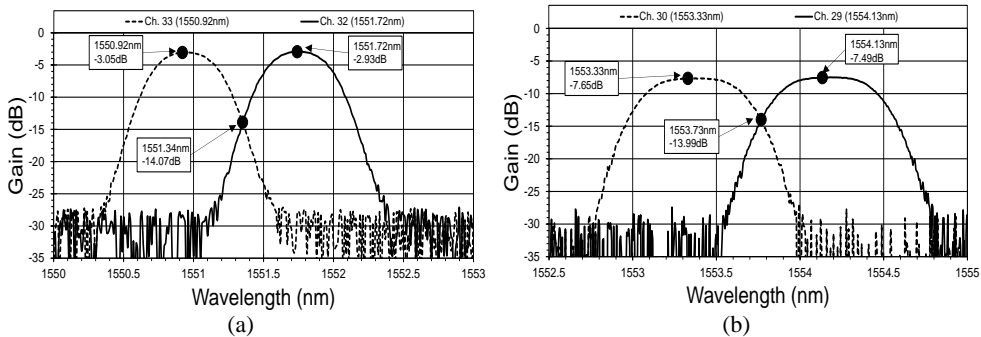 Ch. 33 (1550.92nm) Ch. 32 (1551.72nm)
0
-5
-10
-15
-20
-25
-30
-35
Gain (dB)
1550.92nm
-3.05dB
1551.72nm
-2.93dB
1551.34nm
-14.07dB
1550 1550.5 1551 1551.5 1552 1552.5 1553
Wavelength (nm)
(a)
Ch. 30 (1553.33nm) Ch. 29 (1554.13nm)
0
-5
-10
-15
-20
-25
-30
-35
Gain (dB)
1553.33nm
-7.65dB
1554.13nm
-7.49dB
1553.73nm
-13.99dB
1552.5 1553 1553.5 1554 1554.5 1555
Wavelength (nm)
(b)